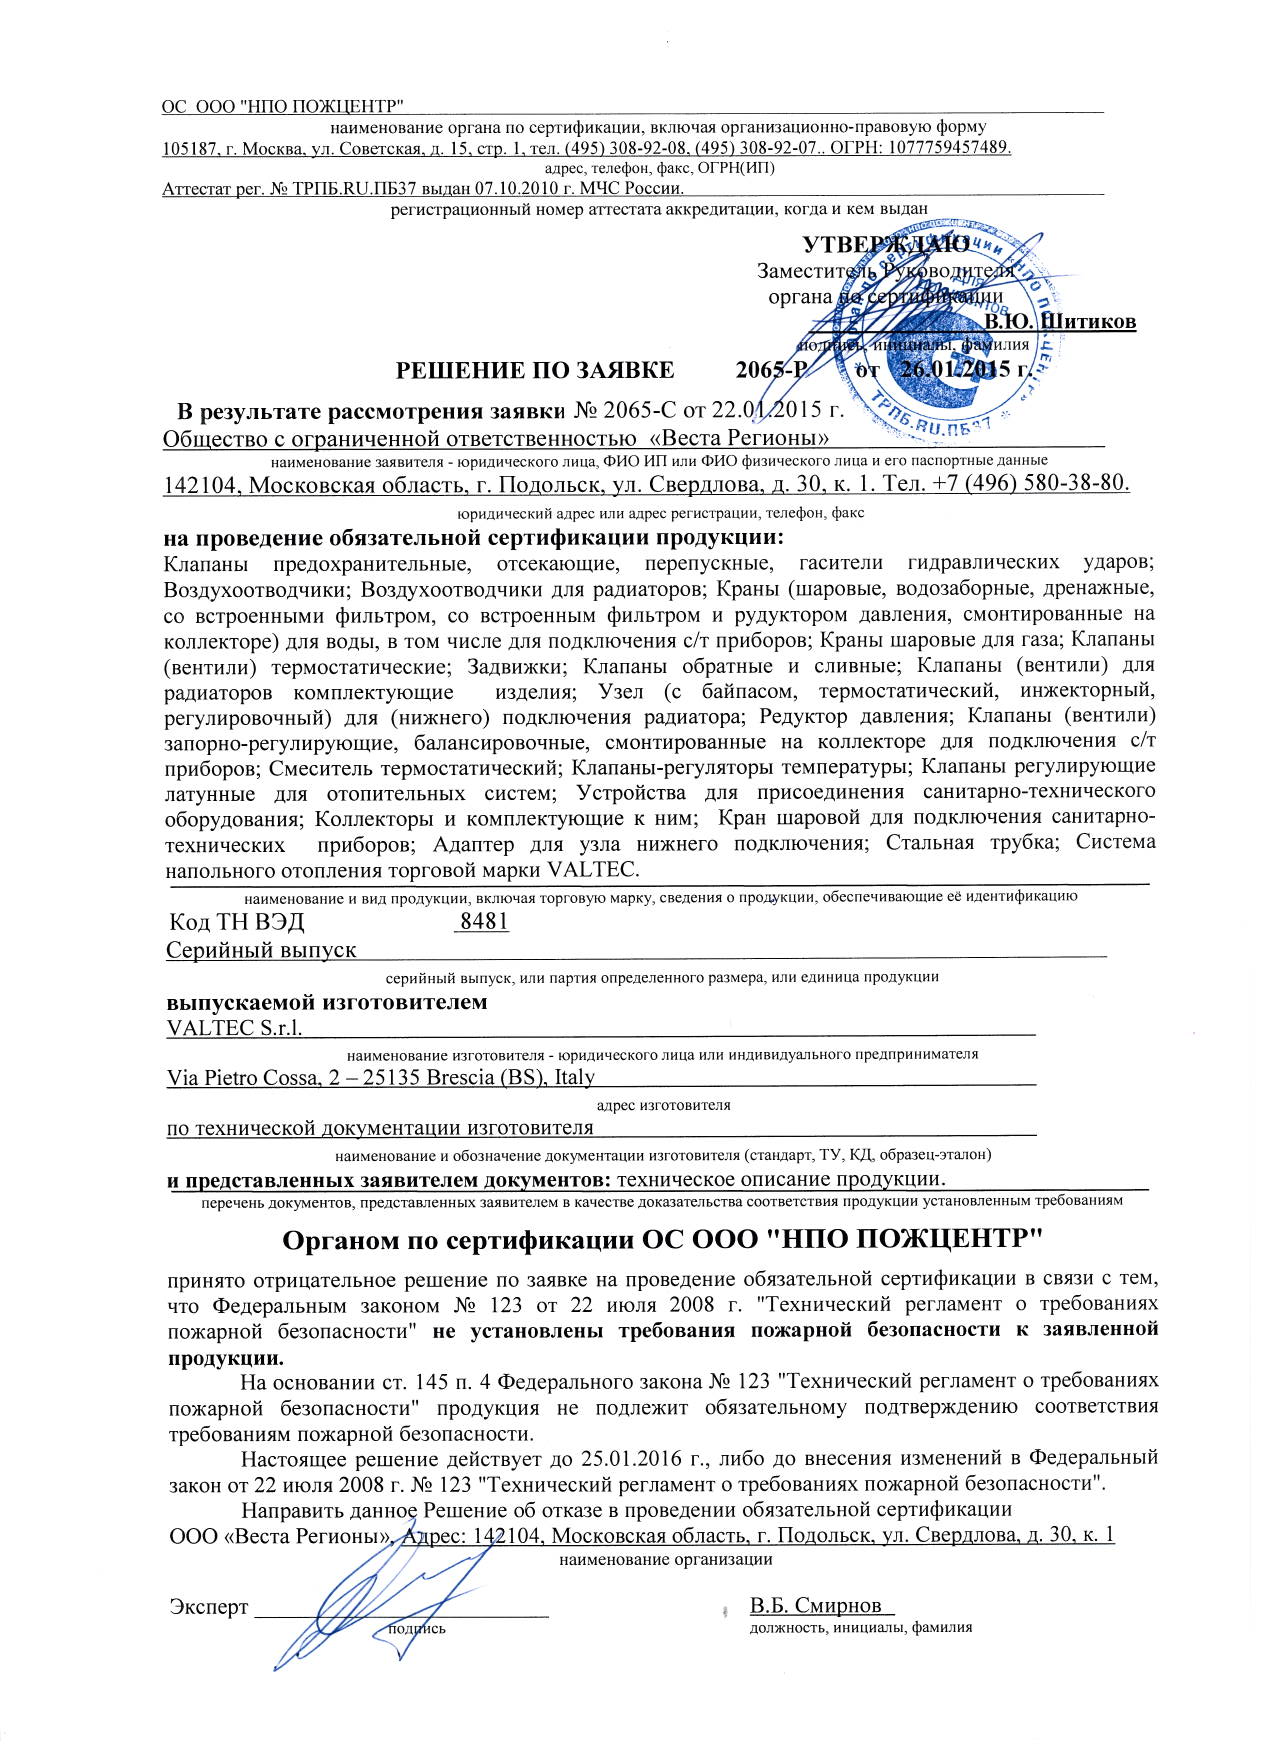 ОС ООО "НПО ПОЖЦЕНТР"
наименование органа по сертификации, включая организационно-правовую форму
105187, г. Москва, ул. Советская, д. 15, стр. 1, тел. (495) 308-92-08, (495) 308-92-07.. ОГРН: 1077759457489.
адрес, телефон, факс, ОГРН(ИП)
Аттестат рег. № ТРПБ.RU.ПБ37 выдан 07.10.2010 г. МЧС России.
регистрационный номер аттестата аккредитации, когда и кем выдан
УТВЕРЖДАЮ
Заместитель Руководителя
органа по сертификации
В.Ю. Шитиков
подпись, инициалы, фамилия
Орган по сертификации «НПО ПОЖЦЕНТР»
Для документов
ТРПБ.RU.ПБ37
РЕШЕНИЕ ПО ЗАЯВКЕ 2065-Р от 26.01.2015 г.
В результате рассмотрения заявки № 2065-С от 22.01.2015 г.
Общество с ограниченной ответственностью «Веста Регионы»
наименование заявителя - юридического лица, ФИО ИП или ФИО физического лица и его паспортные данные
142104, Московская область, г. Подольск, ул. Свердлова, д. 30, к. 1. Тел. +7 (496) 580-38-80.
юридический адрес или адрес регистрации, телефон, факс
на проведение обязательной сертификации продукции:
Клапаны предохранительные, отсекающие, перепускные, гасители гидравлических ударов;
Воздухоотводчики; Воздухоотводчики для радиаторов; Краны (шаровые, водозаборные, дренажные,
со встроенными фильтром, со встроенным фильтром и рудуктором давления, смонтированные на
коллекторе) для воды, в том числе для подключения с/т приборов; Краны шаровые для газа; Клапаны
(вентили) термостатические; Задвижки; Клапаны обратные и сливные; Клапаны (вентили) для
радиаторов комплектующие изделия; Узел (с байпасом, термостатический, инжекторный,
регулировочный) для (нижнего) подключения радиатора; Редуктор давления; Клапаны (вентили)
запорно-регулирующие, балансировочные, смонтированные на коллекторе для подключения с/т
приборов; Смеситель термостатический; Клапаны-регуляторы температуры; Клапаны регулирующие
латунные для отопительных систем; Устройства для присоединения санитарно-технического
оборудования; Коллекторы и комплектующие к ним; Кран шаровой для подключения санитарно-
технических приборов; Адаптер для узла нижнего подключения; Стальная трубка; Система
напольного отопления торговой марки VALTEC.
наименование и вид продукции, включая торговую марку, сведения о продукции, обеспечивающие её идентификацию
Код ТН ВЭД 8481
Серийный выпуск
серийный выпуск, или партия определенного размера, или единица продукции
выпускаемой изготовителем
VALTEC S.r.l.
наименование изготовителя - юридического лица или индивидуального предпринимателя
Via Pietro Cossa, 2 – 25135 Brescia (BS), Italy
адрес изготовителя
по технической документации изготовителя
наименование и обозначение документации изготовителя (стандарт, ТУ, КД, образец-эталон)
и представленных заявителем документов: техническое описание продукции.
перечень документов, представленных заявителем в качестве доказательства соответствия продукции установленным требованиям
Органом по сертификации ОС ООО "НПО ПОЖЦЕНТР"
принято отрицательное решение по заявке на проведение обязательной сертификации в связи с тем,
что Федеральным законом № 123 от 22 июля 2008 г. "Технический регламент о требованиях
пожарной безопасности" не установлены требования пожарной безопасности к заявленной
продукции.
На основании ст. 145 п. 4 Федерального закона № 123 "Технический регламент о требованиях
пожарной безопасности" продукция не подлежит обязательному подтверждению соответствия
требованиям пожарной безопасности.
Настоящее решение действует до 25.01.2016 г., либо до внесения изменений в Федеральный
закон от 22 июля 2008 г. № 123 "Технический регламент о требованиях пожарной безопасности".
Направить данное Решение об отказе в проведении обязательной сертификации
ООО «Веста Регионы», Адрес: 142104, Московская область, г. Подольск, ул. Свердлова, д. 30, к. 1
наименование организации
Эксперт В.Б. Смирнов
подпись должность, инициалы, фамилия